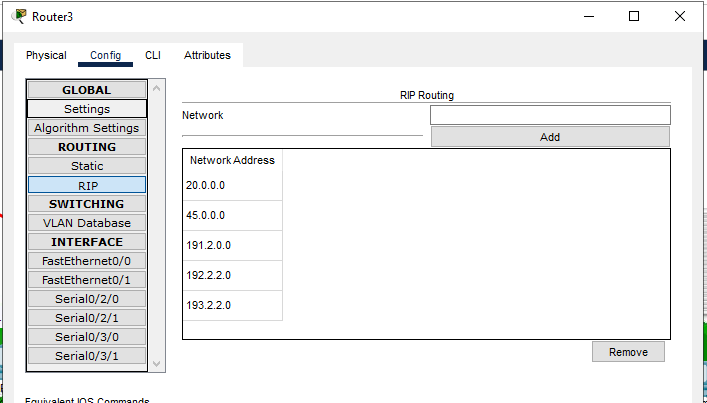 Router3
Physical Config CLI Attributes
GLOBAL
Settings
Algorithm Settings
ROUTING
Static
RIP
SWITCHING
VLAN Database
INTERFACE
FastEthernet0/0
FastEthernet0/1
Serial0/2/0
Serial0/2/1
Serial0/3/0
Serial0/3/1
RIP Routing
Network
Add
Network Address
20.0.0.0
45.0.0.0
191.2.0.0
192.2.2.0
193.2.2.0
Remove
Equivalent IOS Commands